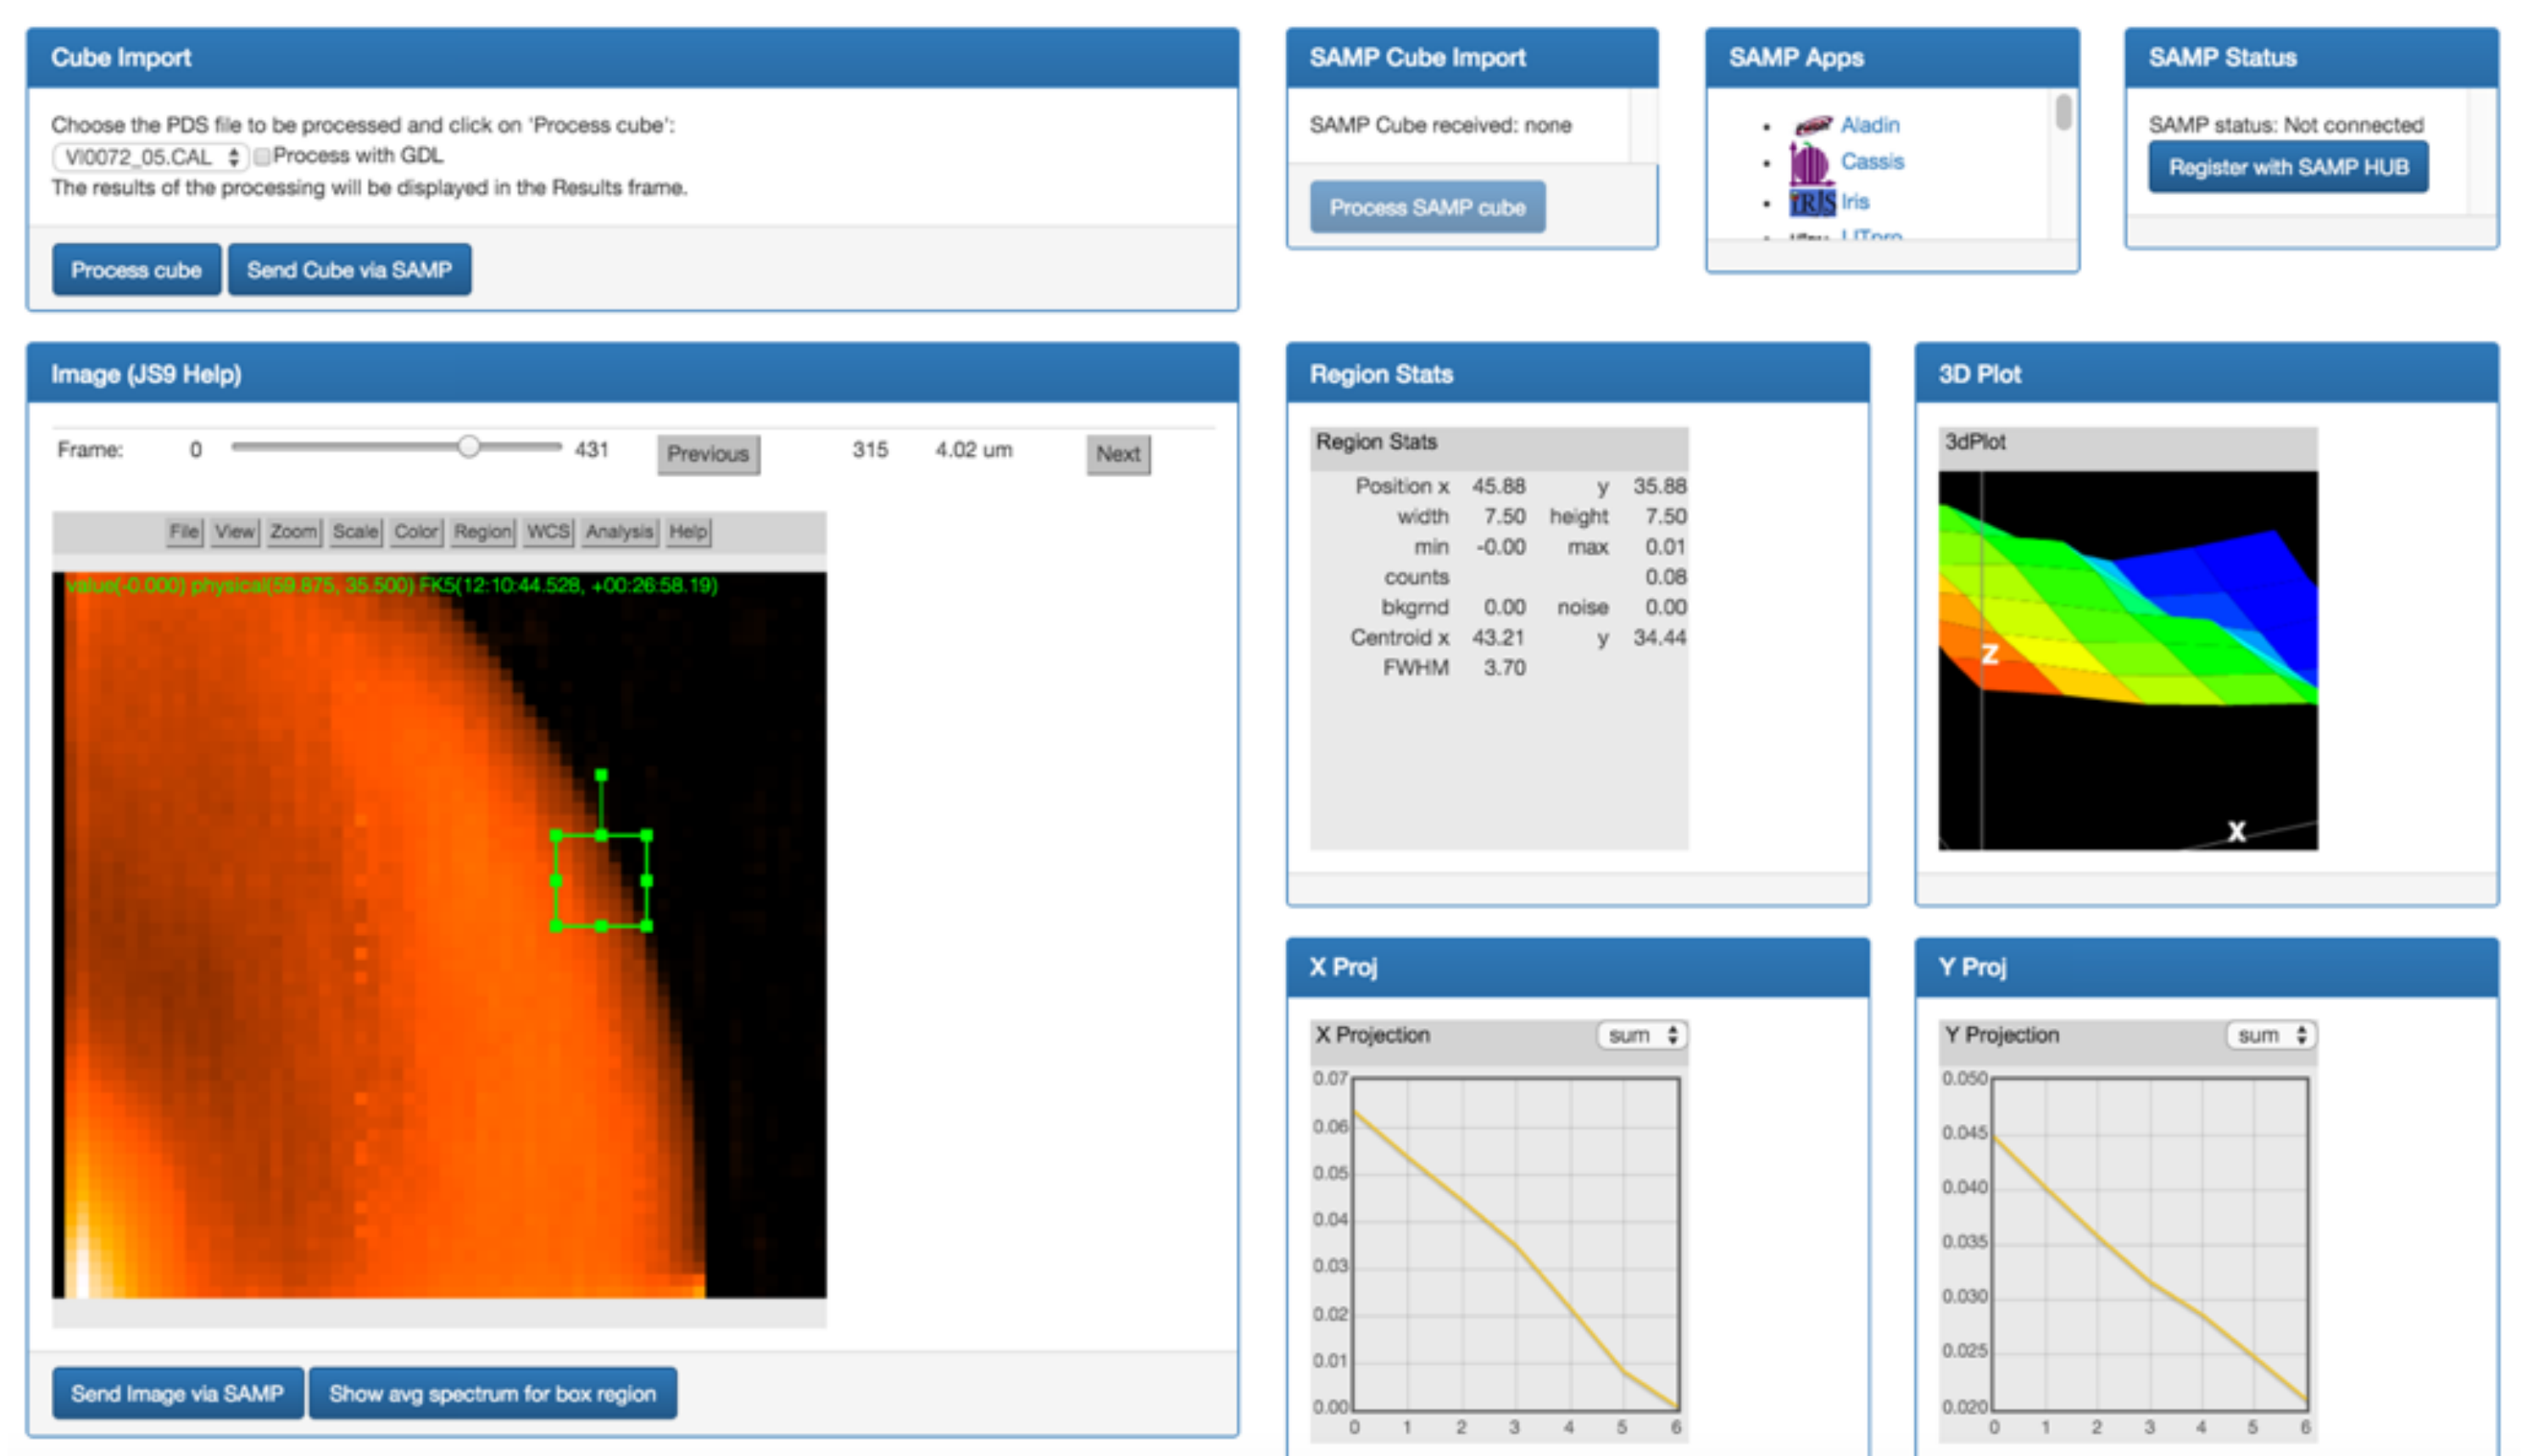 Cube Import
Choose the PDS file to be processed and click on 'Process cube':
VI0072_05.CAL Process with GDL
The results of the processing will be displayed in the Results frame.
Process cube Send Cube via SAMP
SAMP Cube Import
SAMP Cube received: none
Process SAMP cube
SAMP Apps
Aladin
Cassis
IRIS Iris
SAMP Status
SAMP status: Not connected
Register with SAMP HUB
Image (JS9 Help)
Frame: 0 431 Previous 315 4.02 um Next
File View Zoom Scale Color Region WCS Analysis Help
value(-0.000) physical(59.875, 35.500) FK5(12:10:44.528, +00:26:58.19)
Send Image via SAMP Show avg spectrum for box region
Region Stats
Region Stats
Position x 45.88 y 35.88
width 7.50 height 7.50
min -0.00 max 0.01
counts 0.08
bkgrnd 0.00 noise 0.00
Centroid x 43.21 y 34.44
FWHM 3.70
3D Plot
3dPlot
Z
X
X Proj
X Projection sum
0.07
0.06
0.05
0.04
0.03
0.02
0.01
0.00
0 1 2 3 4 5 6
Y Proj
Y Projection sum
0.050
0.045
0.040
0.035
0.030
0.025
0.020
0 1 2 3 4 5 6